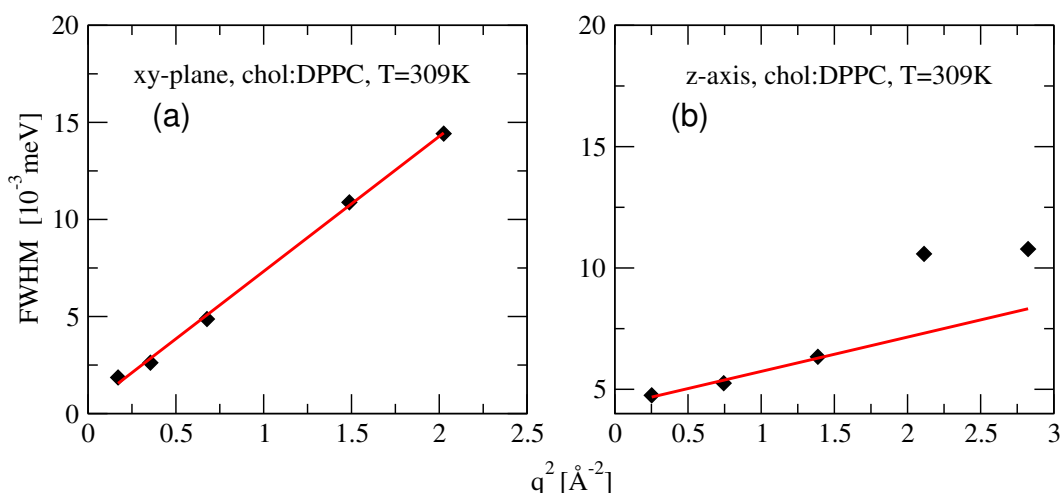 20
15
10
5
0
xy-plane, chol:DPPC, T=309K
(a)
FWHM [10⁻³ meV]
0 0.5 1 1.5 2 2.5
20
15
10
5
z-axis, chol:DPPC, T=309K
(b)
0 0.5 1 1.5 2 2.5 3
q² [Å⁻²]